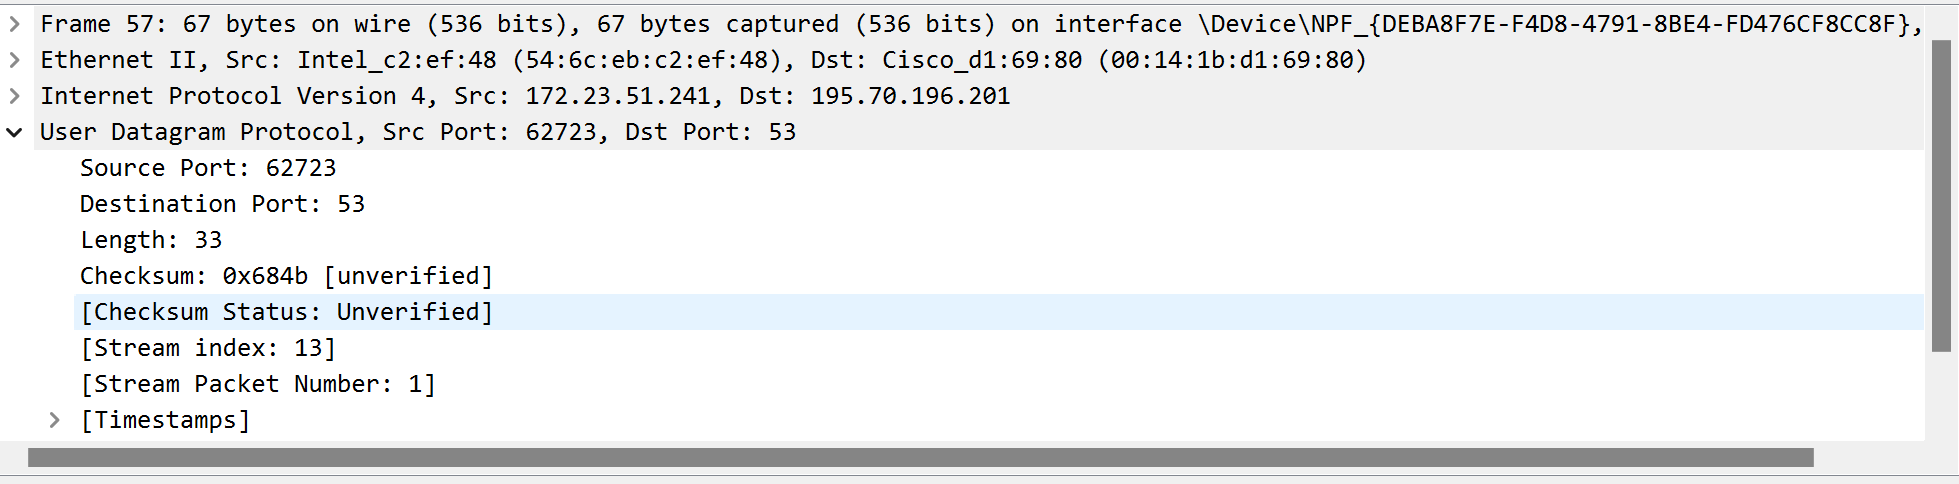 Frame 57: 67 bytes on wire (536 bits), 67 bytes captured (536 bits) on interface \Device\NPF_{DEBA8F7E-F4D8-4791-8BE4-FD476CF8CC8F},
Ethernet II, Src: Intel_c2:ef:48 (54:6c:eb:c2:ef:48), Dst: Cisco_d1:69:80 (00:14:1b:d1:69:80)
Internet Protocol Version 4, Src: 172.23.51.241, Dst: 195.70.196.201
User Datagram Protocol, Src Port: 62723, Dst Port: 53
Source Port: 62723
Destination Port: 53
Length: 33
Checksum: 0x684b [unverified]
[Checksum Status: Unverified]
[Stream index: 13]
[Stream Packet Number: 1]
[Timestamps]